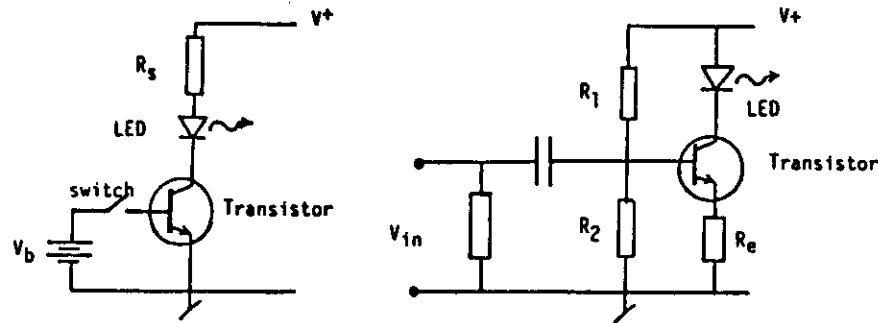 V+
Rs
LED
switch
Transistor
Vb
V+
R1
LED
Transistor
Vin
R2
Re